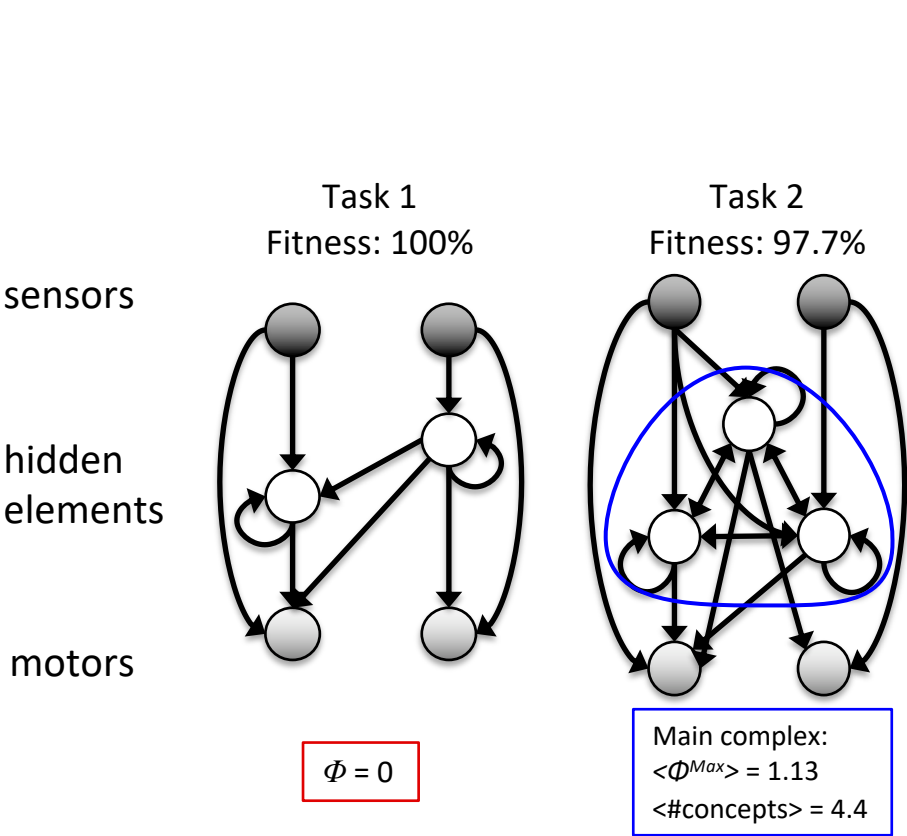 Task 1
Fitness: 100%
Task 2
Fitness: 97.7%
sensors
hidden
elements
motors
Φ = 0
Main complex:
<Φ^Max> = 1.13
<#concepts> = 4.4